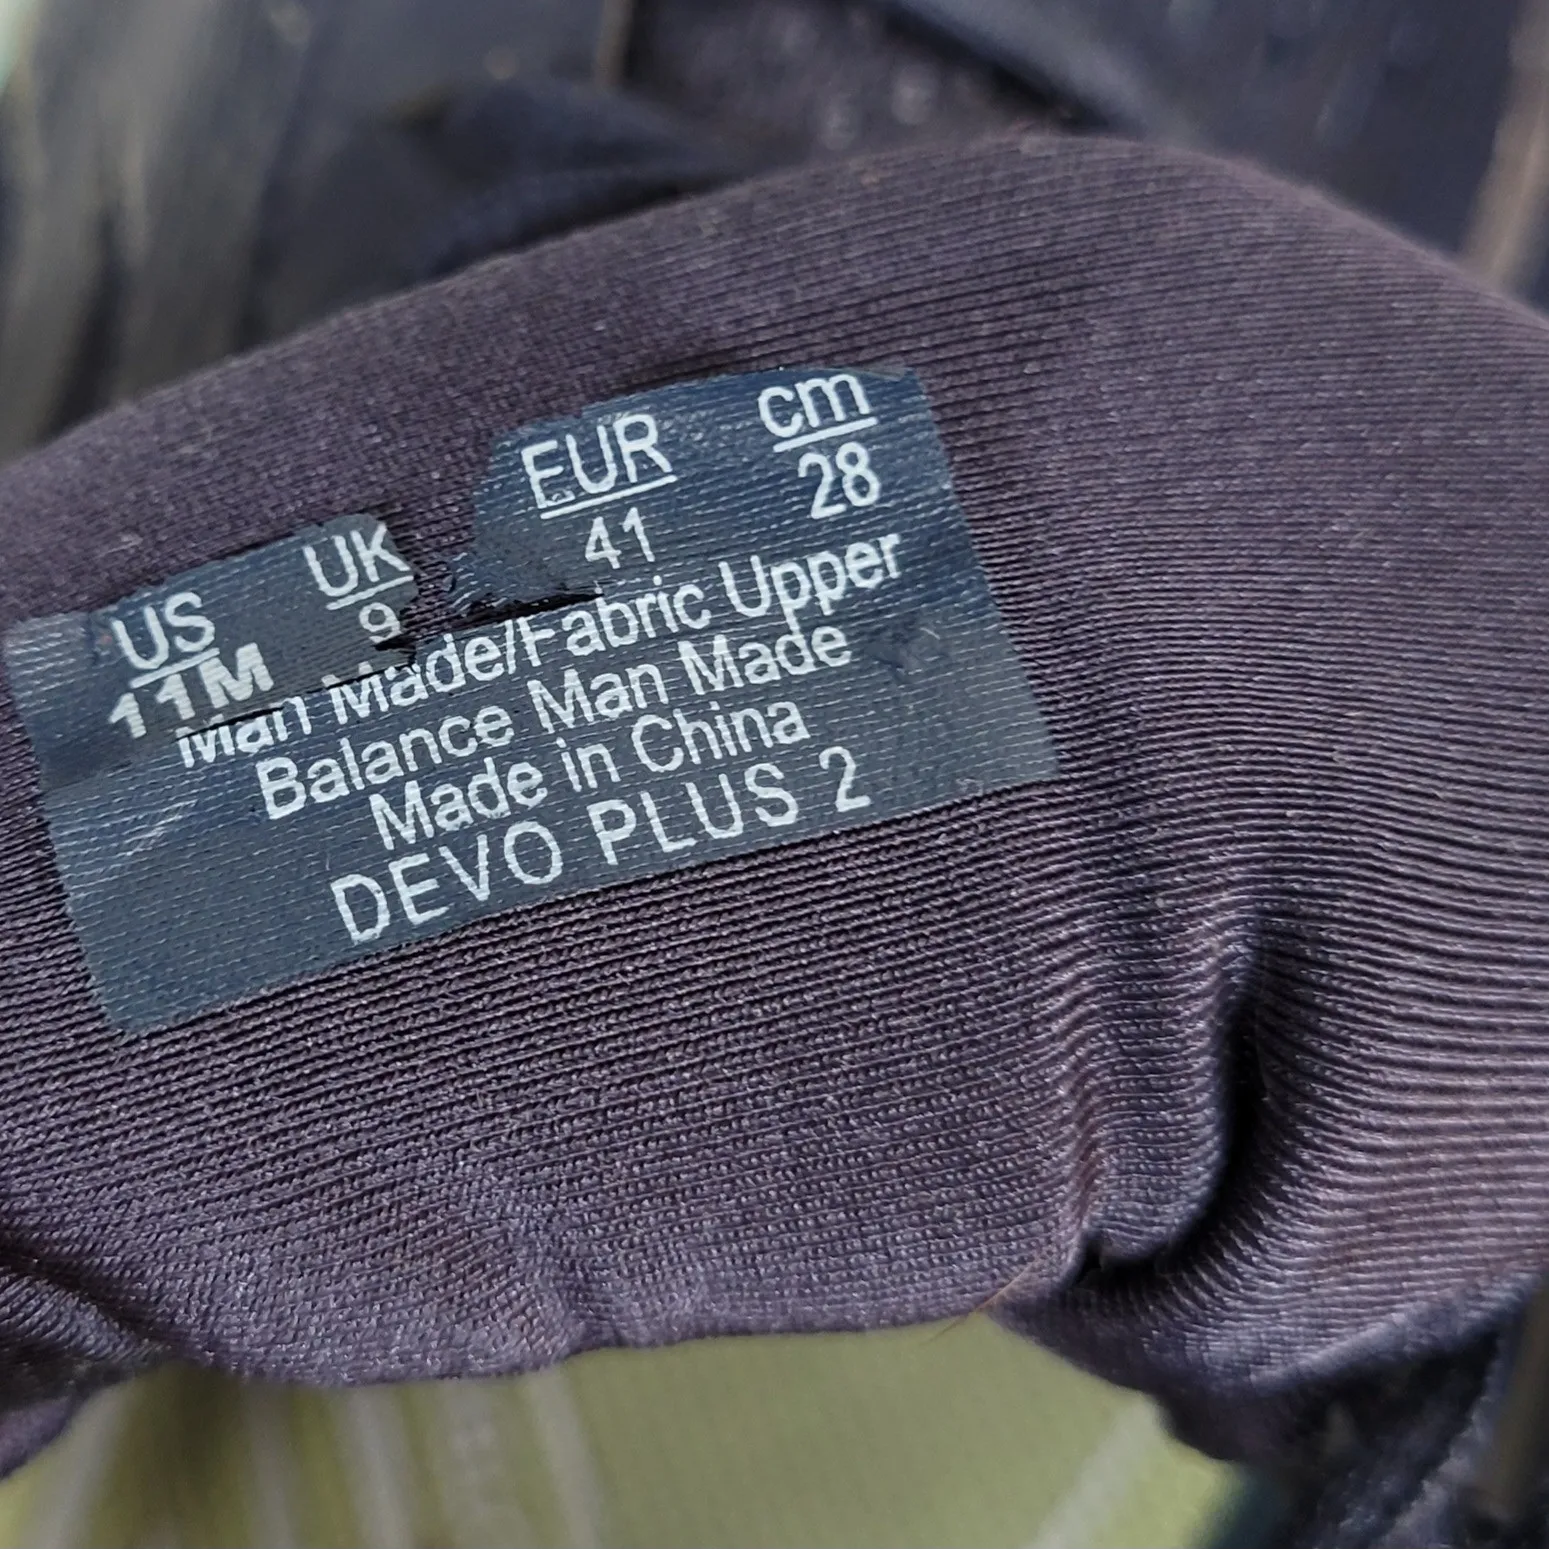 US UK EUR cm
11M 9 41 28
Man Made/Fabric Upper
Balance Man Made
Made in China
DEVO PLUS 2